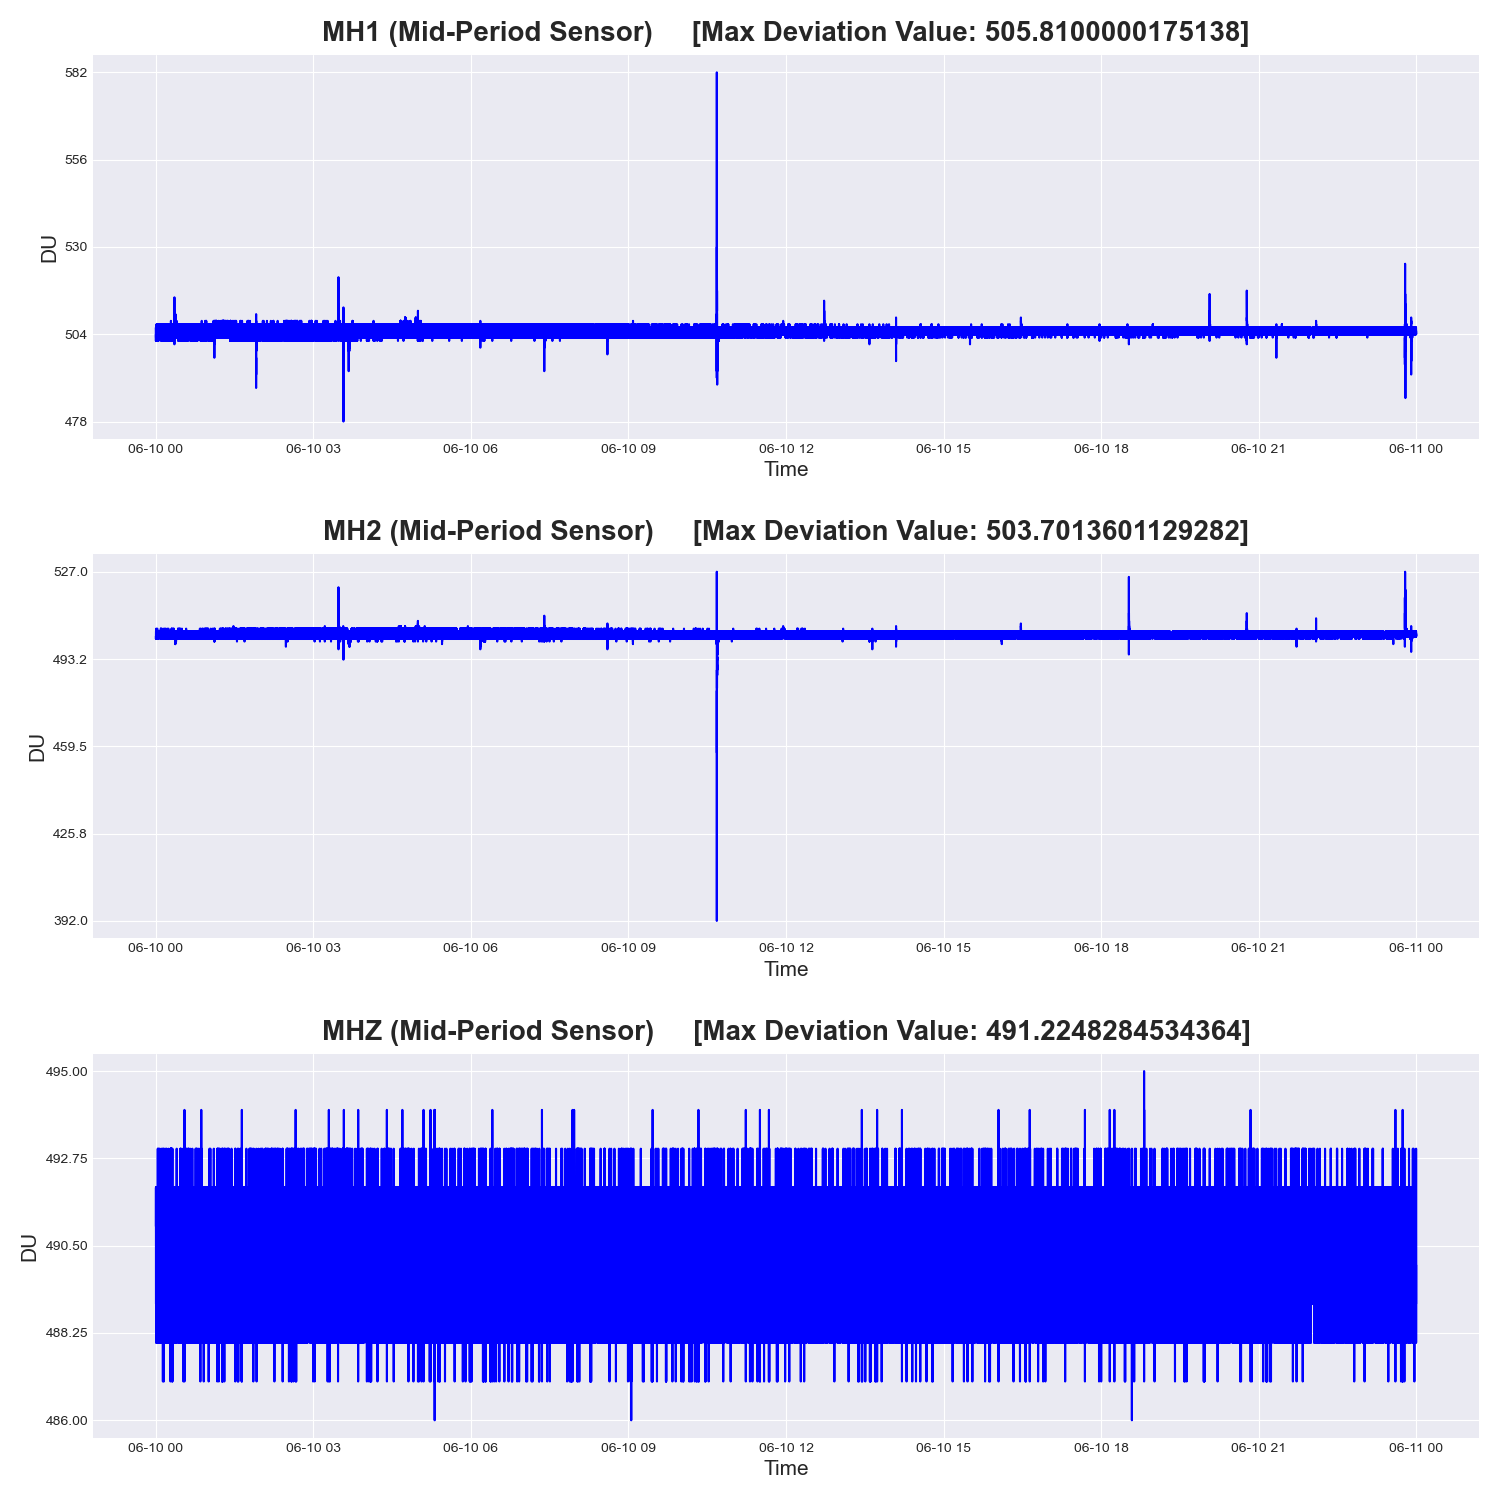 MH1 (Mid-Period Sensor) [Max Deviation Value: 505.8100000175138]
582
556
530
504
478
DU
06-10 00 06-10 03 06-10 06 06-10 09 06-10 12 06-10 15 06-10 18 06-10 21 06-11 00
Time
MH2 (Mid-Period Sensor) [Max Deviation Value: 503.7013601129282]
527.0
493.2
459.5
425.8
392.0
DU
06-10 00 06-10 03 06-10 06 06-10 09 06-10 12 06-10 15 06-10 18 06-10 21 06-11 00
Time
MHZ (Mid-Period Sensor) [Max Deviation Value: 491.2248284534364]
495.00
492.75
490.50
488.25
486.00
DU
06-10 00 06-10 03 06-10 06 06-10 09 06-10 12 06-10 15 06-10 18 06-10 21 06-11 00
Time